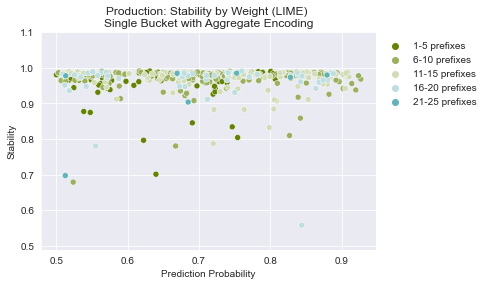 Production: Stability by Weight (LIME)
Single Bucket with Aggregate Encoding
1.1
1.0
0.9
0.8
0.7
0.6
0.5
Stability
0.5 0.6 0.7 0.8 0.9
Prediction Probability
1-5 prefixes
6-10 prefixes
11-15 prefixes
16-20 prefixes
21-25 prefixes